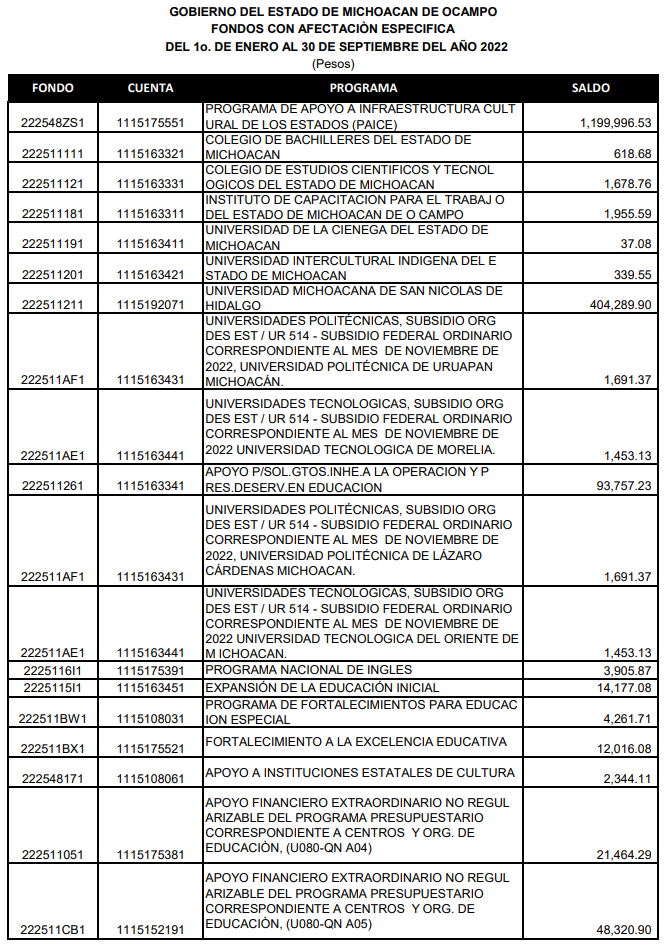 GOBIERNO DEL ESTADO DE MICHOACAN DE OCAMPO
FONDOS CON AFECTACIÒN ESPECIFICA
DEL 1o. DE ENERO AL 30 DE SEPTIEMBRE DEL AÑO 2022
(Pesos)
FONDO CUENTA PROGRAMA SALDO
PROGRAMA DE APOYO A INFRAESTRUCTURA CULT
222548ZS1 1115175551 URAL DE LOS ESTADOS (PAICE) 1,199,996.53
COLEGIO DE BACHILLERES DEL ESTADO DE
222511111 1115163321 MICHOACAN 618.68
COLEGIO DE ESTUDIOS CIENTIFICOS Y TECNOL
222511121 1115163331 OGICOS DEL ESTADO DE MICHOACAN 1,678.76
INSTITUTO DE CAPACITACION PARA EL TRABAJ O
222511181 1115163311 DEL ESTADO DE MICHOACAN DE O CAMPO 1,955.59
UNIVERSIDAD DE LA CIENEGA DEL ESTADO DE
222511191 1115163411 MICHOACAN 37.08
UNIVERSIDAD INTERCULTURAL INDIGENA DEL E
222511201 1115163421 STADO DE MICHOACAN 339.55
UNIVERSIDAD MICHOACANA DE SAN NICOLAS DE
222511211 1115192071 HIDALGO 404,289.90
UNIVERSIDADES POLITÉCNICAS, SUBSIDIO ORG
DES EST / UR 514 - SUBSIDIO FEDERAL ORDINARIO
CORRESPONDIENTE AL MES DE NOVIEMBRE DE
2022, UNIVERSIDAD POLITÉCNICA DE URUAPAN
222511AF1 1115163431 MICHOACÁN. 1,691.37
UNIVERSIDADES TECNOLOGICAS, SUBSIDIO ORG
DES EST / UR 514 - SUBSIDIO FEDERAL ORDINARIO
CORRESPONDIENTE AL MES DE NOVIEMBRE DE
2022 UNIVERSIDAD TECNOLOGICA DE MORELIA.
222511AE1 1115163441 1,453.13
APOYO P/SOL.GTOS.INHE.A LA OPERACION Y P
222511261 1115163341 RES.DESERV.EN EDUCACION 93,757.23
UNIVERSIDADES POLITÉCNICAS, SUBSIDIO ORG
DES EST / UR 514 - SUBSIDIO FEDERAL ORDINARIO
CORRESPONDIENTE AL MES DE NOVIEMBRE DE
2022, UNIVERSIDAD POLITÉCNICA DE LÁZARO
CÁRDENAS MICHOACAN.
222511AF1 1115163431 1,691.37
UNIVERSIDADES TECNOLOGICAS, SUBSIDIO ORG
DES EST / UR 514 - SUBSIDIO FEDERAL ORDINARIO
CORRESPONDIENTE AL MES DE NOVIEMBRE DE
2022 UNIVERSIDAD TECNOLOGICA DEL ORIENTE DE
222511AE1 1115163441 M ICHOACAN. 1,453.13
2225116I1 1115175391 PROGRAMA NACIONAL DE INGLES 3,905.87
2225115I1 1115163451 EXPANSIÓN DE LA EDUCACIÓN INICIAL 14,177.08
PROGRAMA DE FORTALECIMIENTOS PARA EDUCAC
222511BW1 1115108031 ION ESPECIAL 4,261.71
FORTALECIMIENTO A LA EXCELENCIA EDUCATIVA
222511BX1 1115175521 12,016.08
APOYO A INSTITUCIONES ESTATALES DE CULTURA
222548171 1115108061 2,344.11
APOYO FINANCIERO EXTRAORDINARIO NO REGUL
ARIZABLE DEL PROGRAMA PRESUPUESTARIO
CORRESPONDIENTE A CENTROS Y ORG. DE
EDUCACIÒN, (U080-QN A04)
222511051 1115175381 21,464.29
APOYO FINANCIERO EXTRAORDINARIO NO REGUL
ARIZABLE DEL PROGRAMA PRESUPUESTARIO
CORRESPONDIENTE A CENTROS Y ORG. DE
EDUCACIÒN, (U080-QN A05)
222511CB1 1115152191 48,320.90